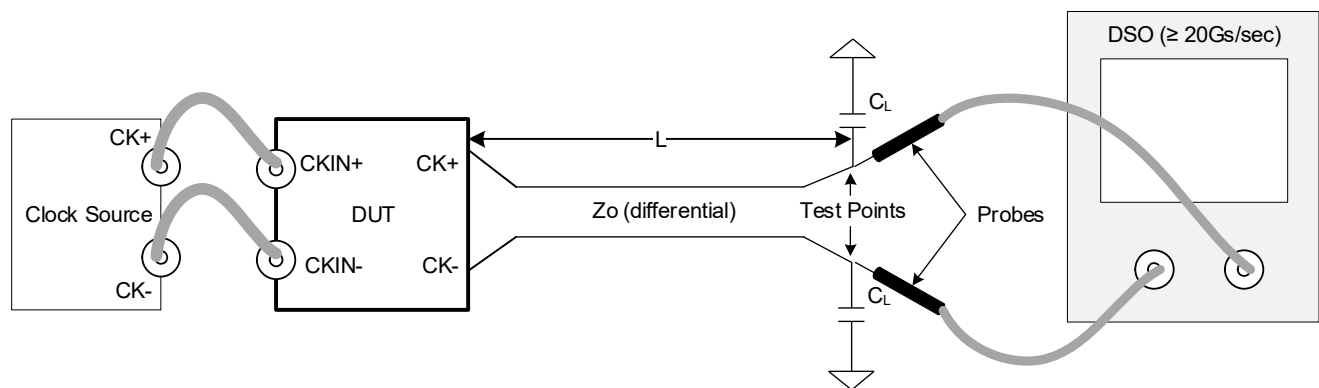 DSO (≥ 20Gs/sec)
CK+
CKIN+
CK+
L
CL
Clock Source
DUT
Zo (differential)
Test Points
Probes
CK-
CKIN-
CK-
CL